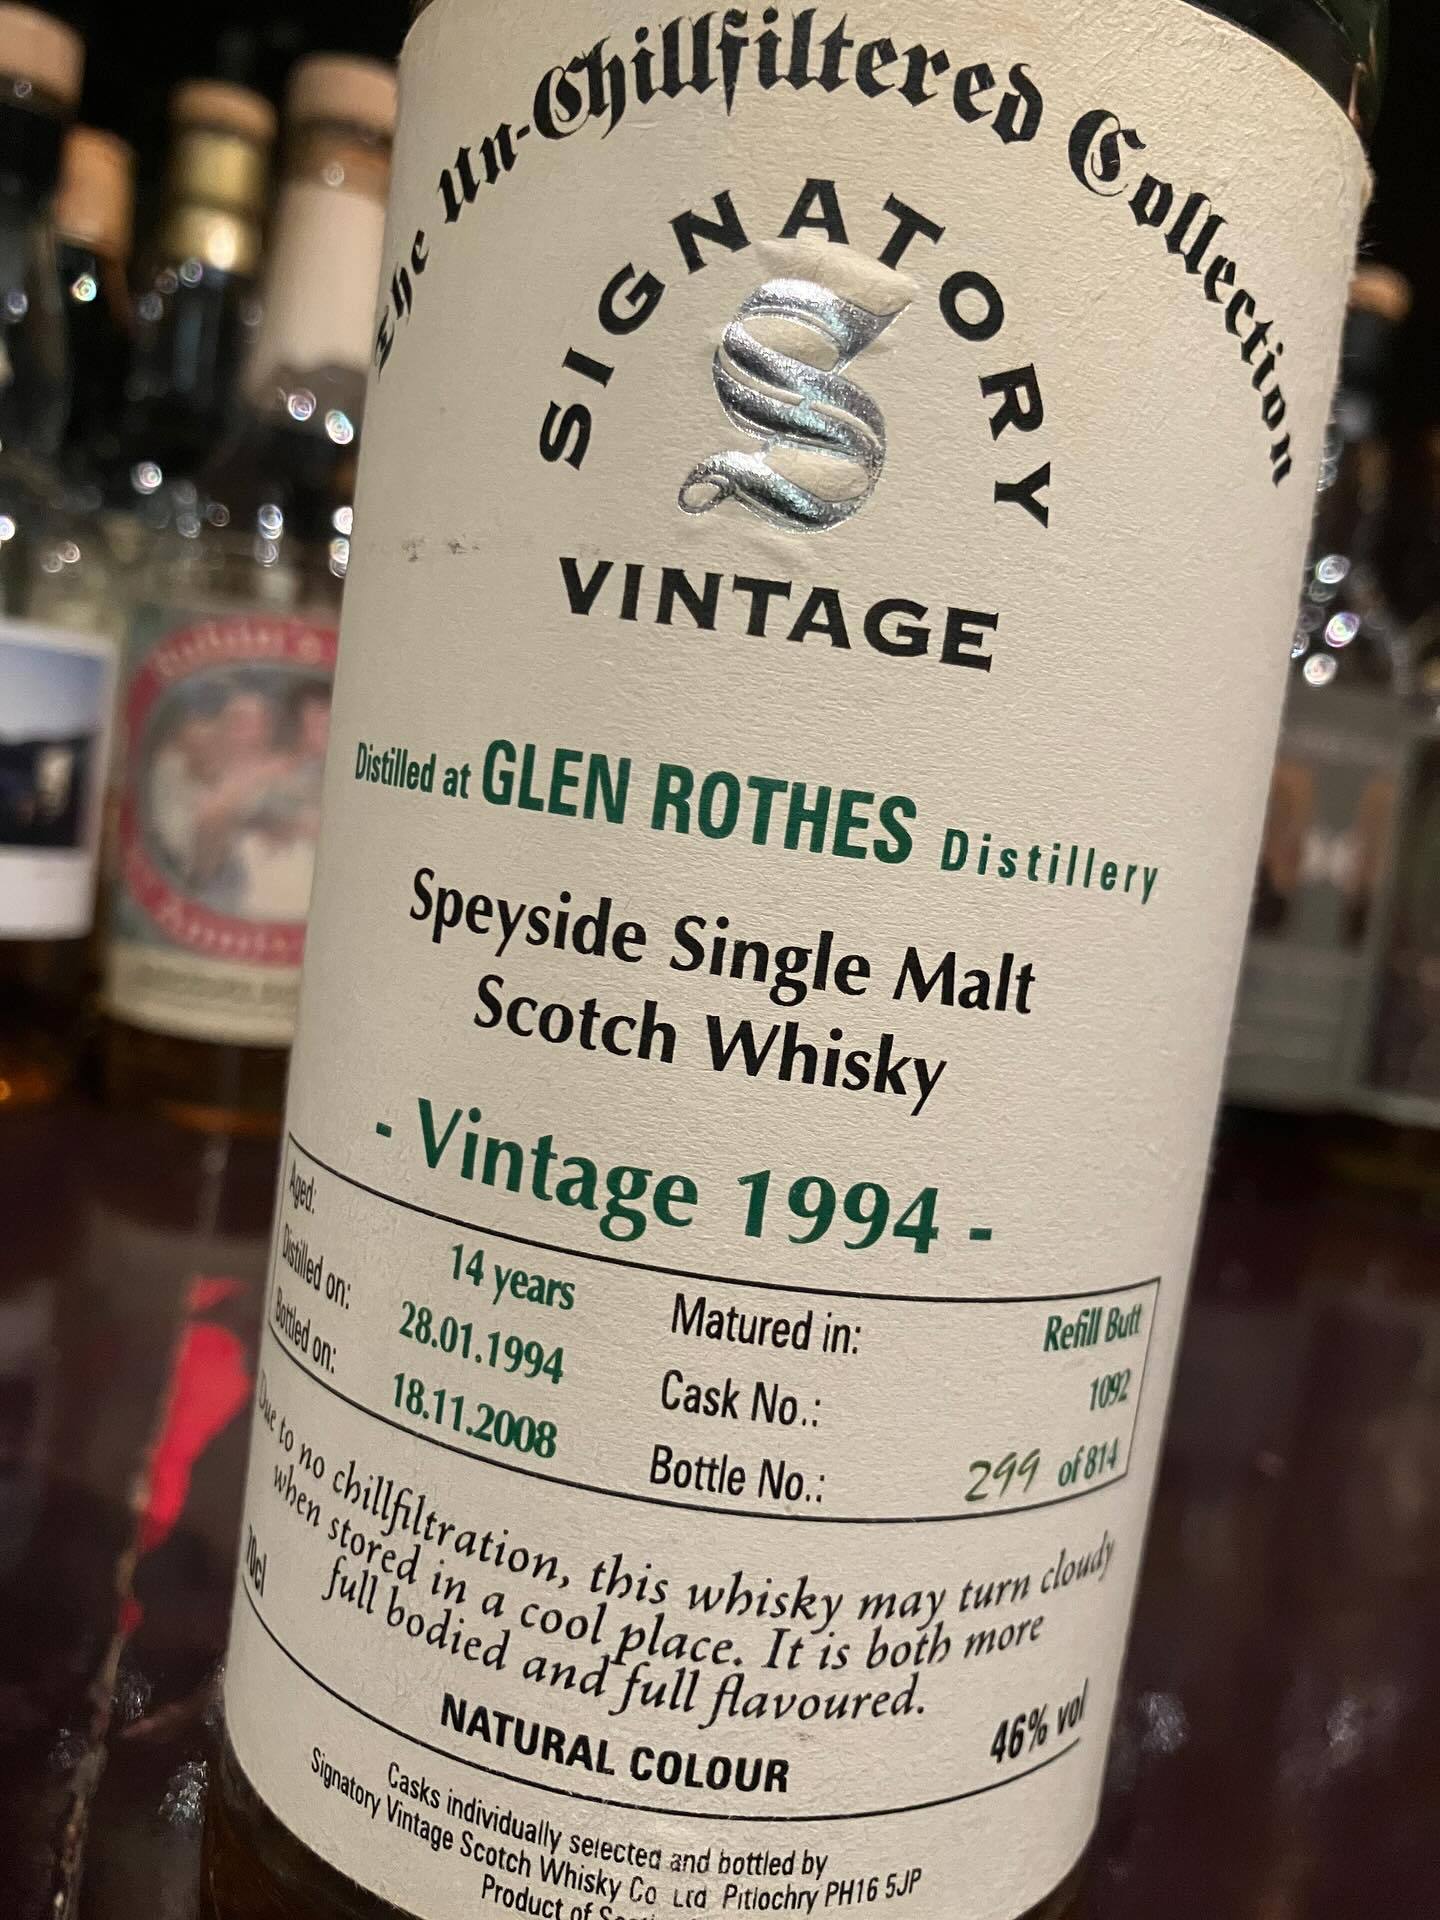 The Un-Chillfiltered Collection
SIGNATORY
S
VINTAGE
Distilled at GLEN ROTHES Distillery
Speyside Single Malt
Scotch Whisky
- Vintage 1994 -
Aged: 14 years
Distilled on: 28.01.1994
Bottled on: 18.11.2008
Matured in: Refill Butt
Cask No.: 1092
Bottle No.: 299 of 814
Due to no chillfiltration, this whisky may turn cloudy
when stored in a cool place. It is both more
full bodied and full flavoured.
70cl
46% vol
NATURAL COLOUR
Casks individually selected and bottled by
Signatory Vintage Scotch Whisky Co Ltd Pitlochry PH16 5JP
Product of